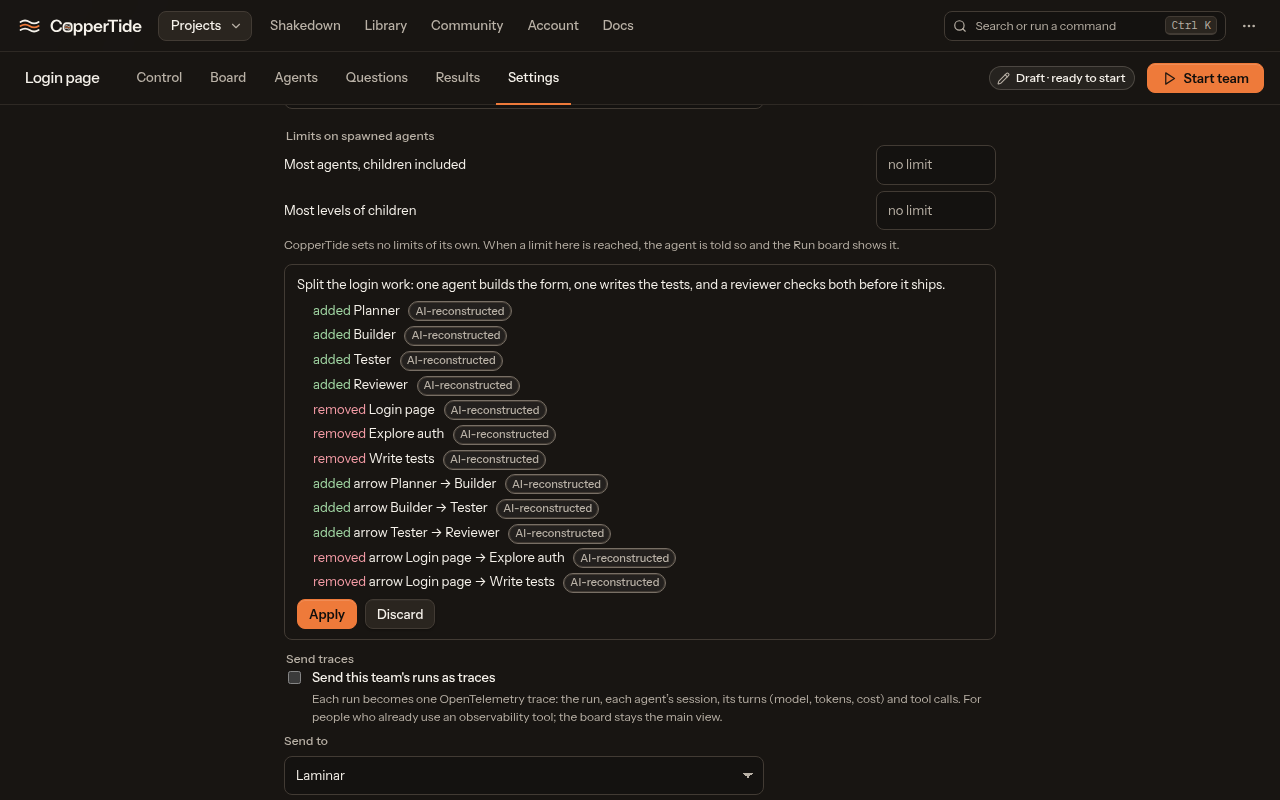 CopperTide
Projects
Shakedown
Library
Community
Account
Docs
Search or run a command
Ctrl K
Login page
Control
Board
Agents
Questions
Results
Settings
Draft · ready to start
Start team
Limits on spawned agents
Most agents, children included
no limit
Most levels of children
no limit
CopperTide sets no limits of its own. When a limit here is reached, the agent is told so and the Run board shows it.
Split the login work: one agent builds the form, one writes the tests, and a reviewer checks both before it ships.
added Planner AI-reconstructed
added Builder AI-reconstructed
added Tester AI-reconstructed
added Reviewer AI-reconstructed
removed Login page AI-reconstructed
removed Explore auth AI-reconstructed
removed Write tests AI-reconstructed
added arrow Planner → Builder AI-reconstructed
added arrow Builder → Tester AI-reconstructed
added arrow Tester → Reviewer AI-reconstructed
removed arrow Login page → Explore auth AI-reconstructed
removed arrow Login page → Write tests AI-reconstructed
Apply
Discard
Send traces
Send this team's runs as traces
Each run becomes one OpenTelemetry trace: the run, each agent's session, its turns (model, tokens, cost) and tool calls. For
people who already use an observability tool; the board stays the main view.
Send to
Laminar